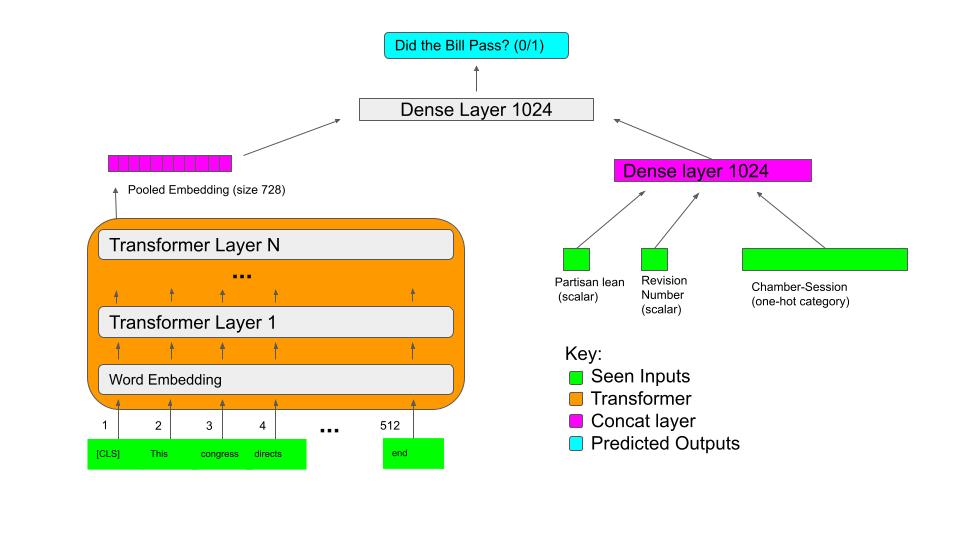 Did the Bill Pass? (0/1)
Dense Layer 1024
Dense layer 1024
Pooled Embedding (size 728)
Transformer Layer N
...
Transformer Layer 1
Word Embedding
1 2 3 4 ... 512
[CLS] This congress directs end
Partisan lean
(scalar)
Revision
Number
(scalar)
Chamber-Session
(one-hot category)
Key:
Seen Inputs
Transformer
Concat layer
Predicted Outputs